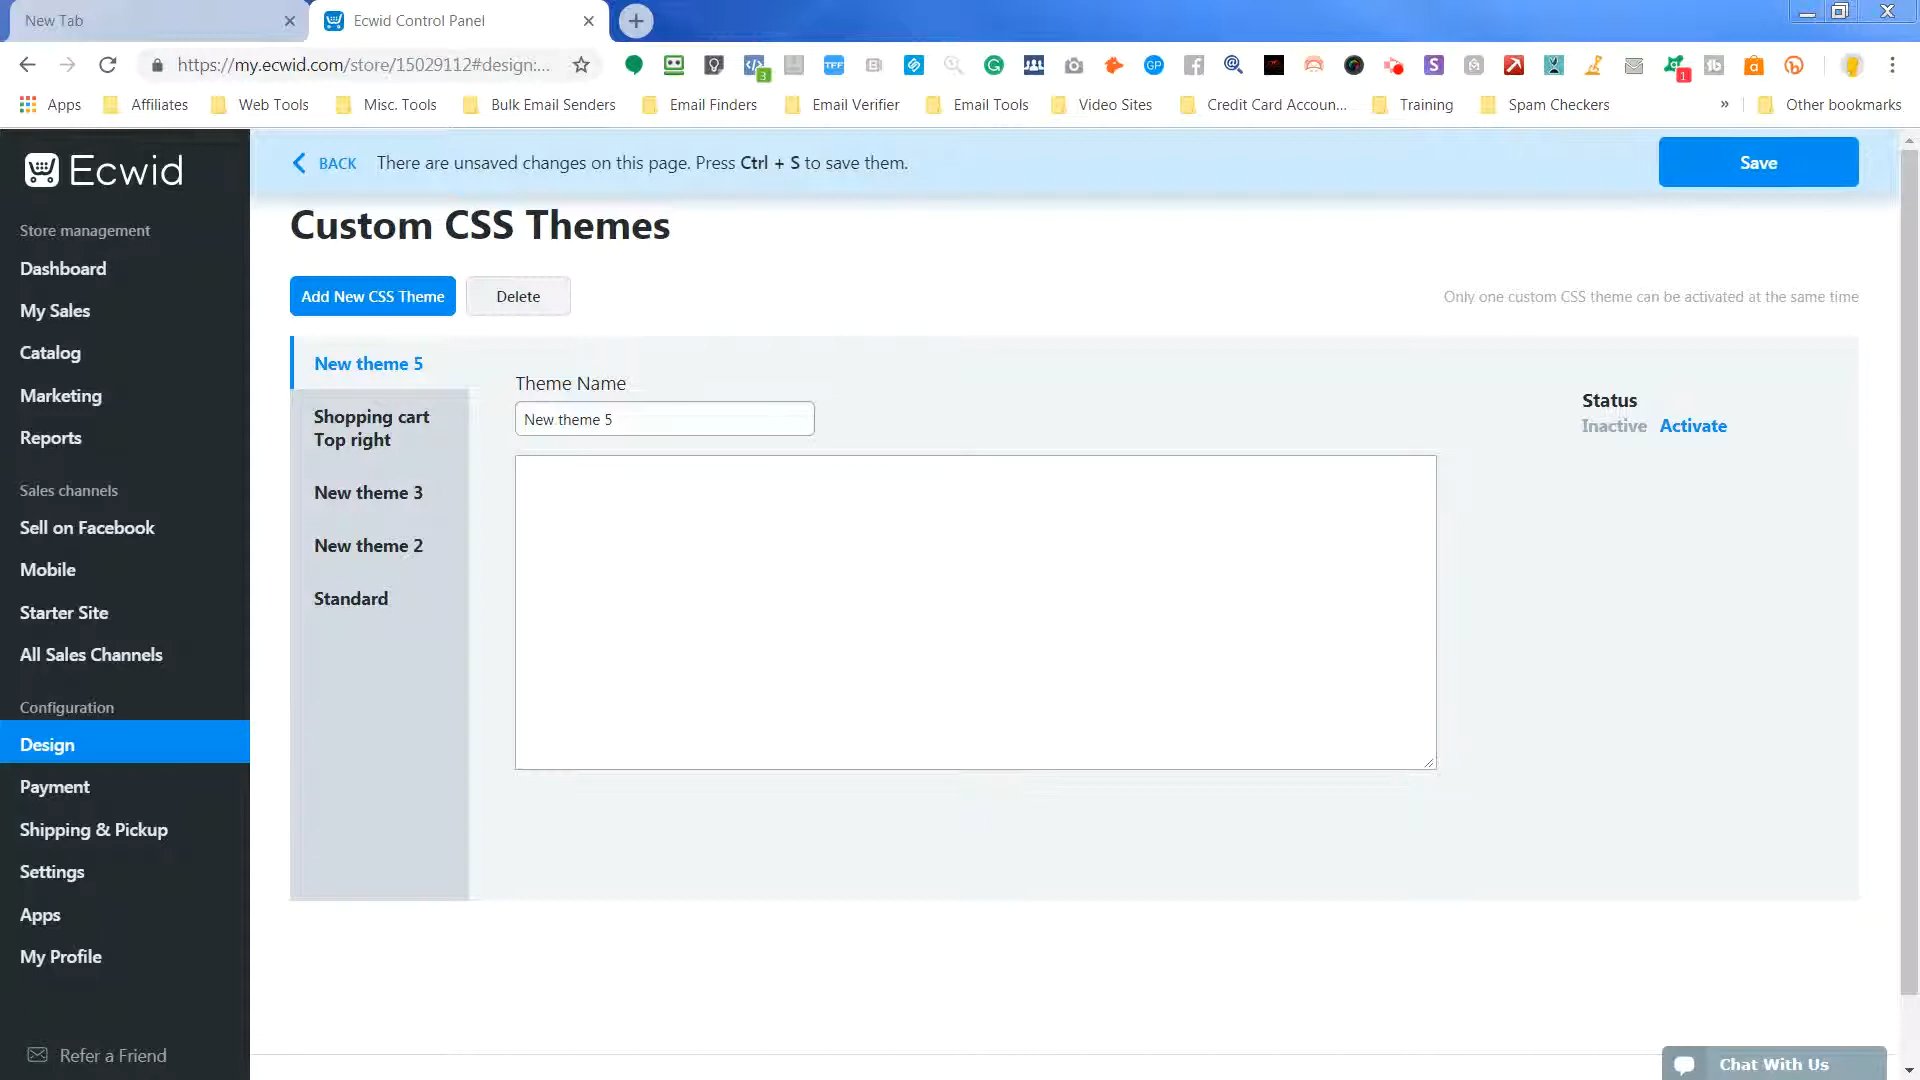 New Tab
Ecwid Control Panel
https://my.ecwid.com/store/15029112#design:...
Apps
Affiliates
Web Tools
Misc. Tools
Bulk Email Senders
Email Finders
Email Verifier
Email Tools
Video Sites
Credit Card Accoun...
Training
Spam Checkers
»
Other bookmarks
Ecwid
Store management
Dashboard
My Sales
Catalog
Marketing
Reports
Sales channels
Sell on Facebook
Mobile
Starter Site
All Sales Channels
Configuration
Design
Payment
Shipping & Pickup
Settings
Apps
My Profile
Refer a Friend
BACK There are unsaved changes on this page. Press Ctrl + S to save them.
Save
Custom CSS Themes
Add New CSS Theme
Delete
Only one custom CSS theme can be activated at the same time
New theme 5
Shopping cart
Top right
New theme 3
New theme 2
Standard
Theme Name
New theme 5
Status
Inactive Activate
Chat With Us